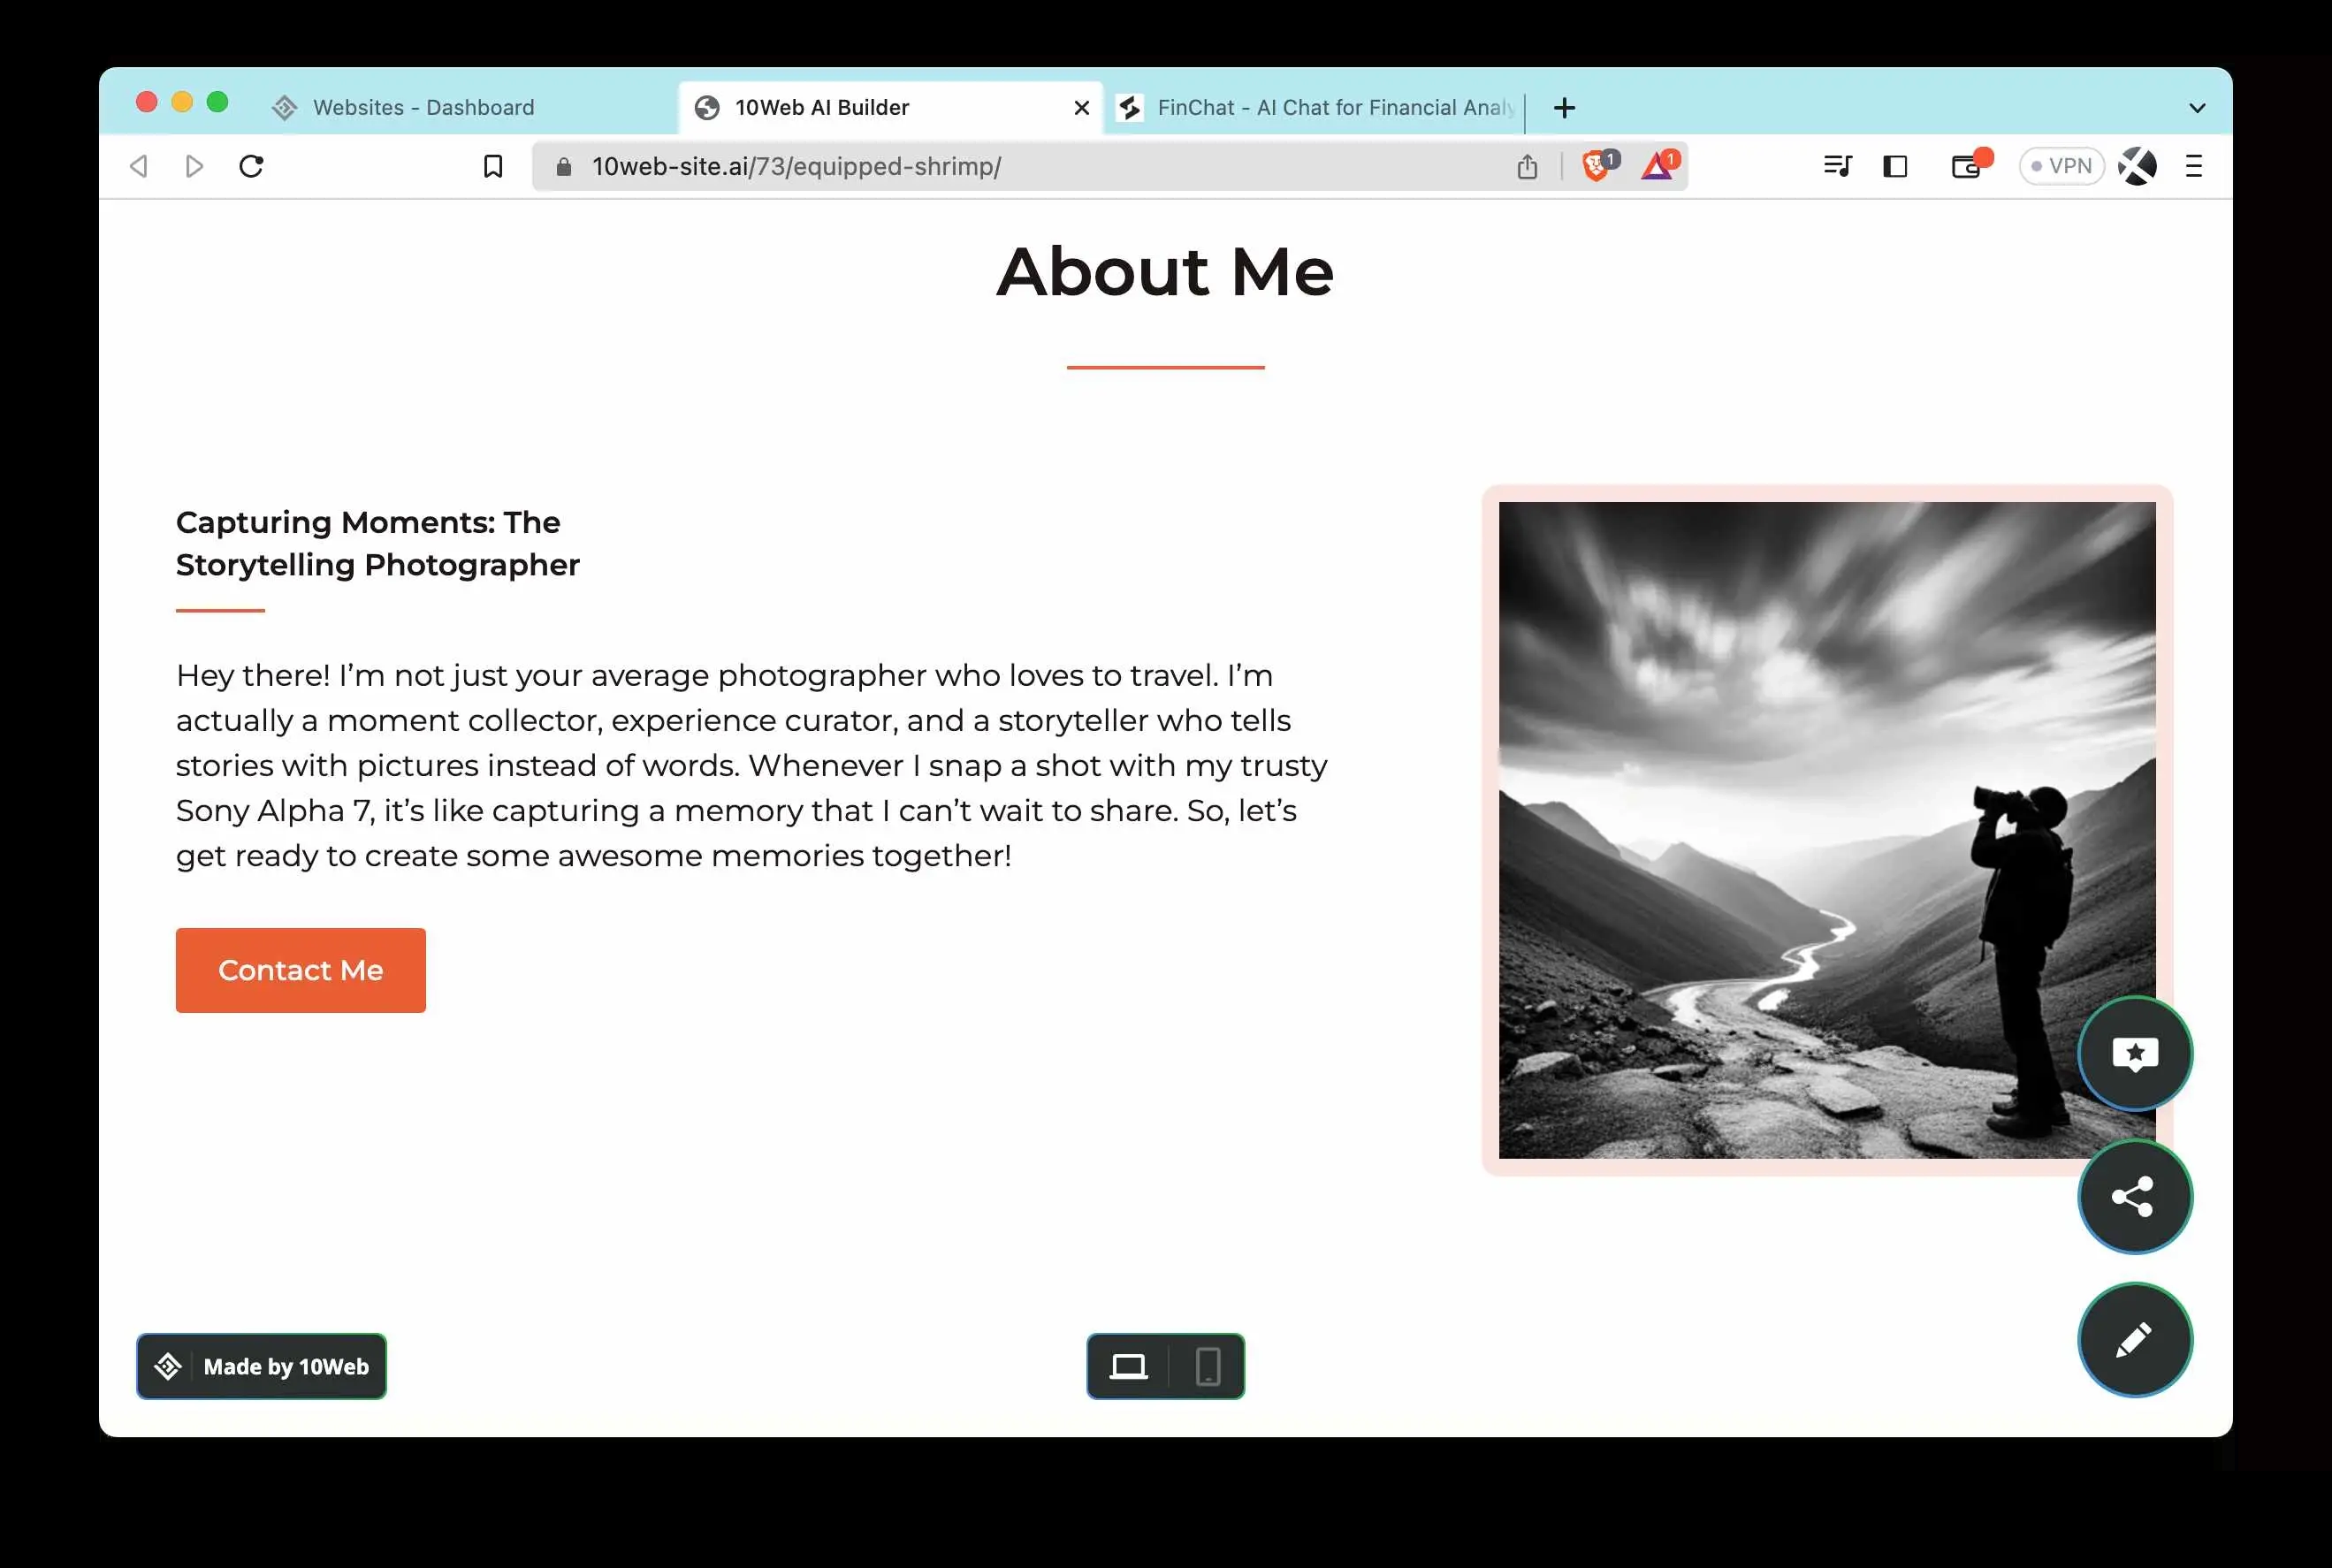 Websites - Dashboard
10Web AI Builder
FinChat - AI Chat for Financial Analy
10web-site.ai/73/equipped-shrimp/
1
1
VPN
About Me
Capturing Moments: The
Storytelling Photographer
Hey there! I’m not just your average photographer who loves to travel. I’m
actually a moment collector, experience curator, and a storyteller who tells
stories with pictures instead of words. Whenever I snap a shot with my trusty
Sony Alpha 7, it’s like capturing a memory that I can’t wait to share. So, let’s
get ready to create some awesome memories together!
Contact Me
Made by 10Web